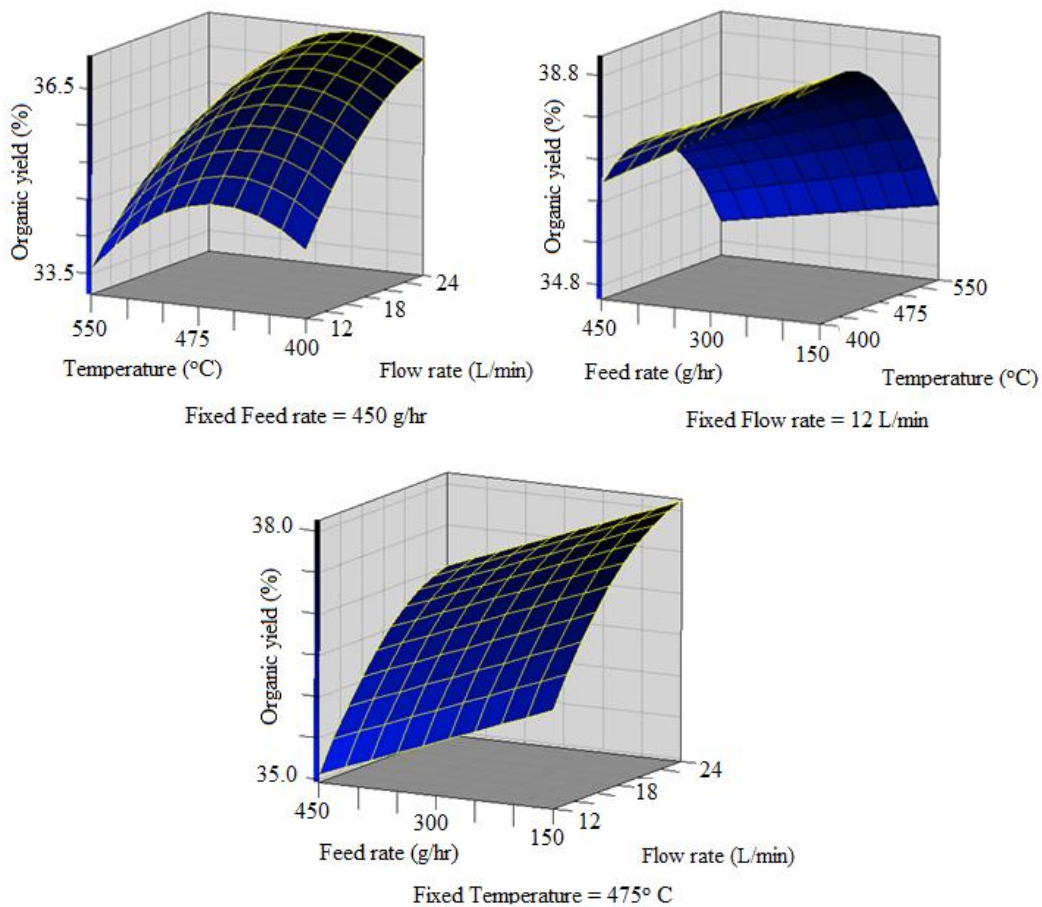 36.5
Organic yield (%)
33.5
550
475
400
12
18
24
Temperature (°C)
Flow rate (L/min)
Fixed Feed rate = 450 g/hr
38.8
Organic yield (%)
34.8
450
300
150
400
475
550
Feed rate (g/hr)
Temperature (°C)
Fixed Flow rate = 12 L/min
38.0
Organic yield (%)
35.0
450
300
150
12
18
24
Feed rate (g/hr)
Flow rate (L/min)
Fixed Temperature = 475° C